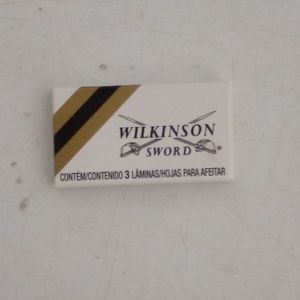 WILKINSON
SWORD
CONTÉM/CONTENIDO 3 LÂMINAS/HOJAS PARA AFEITAR